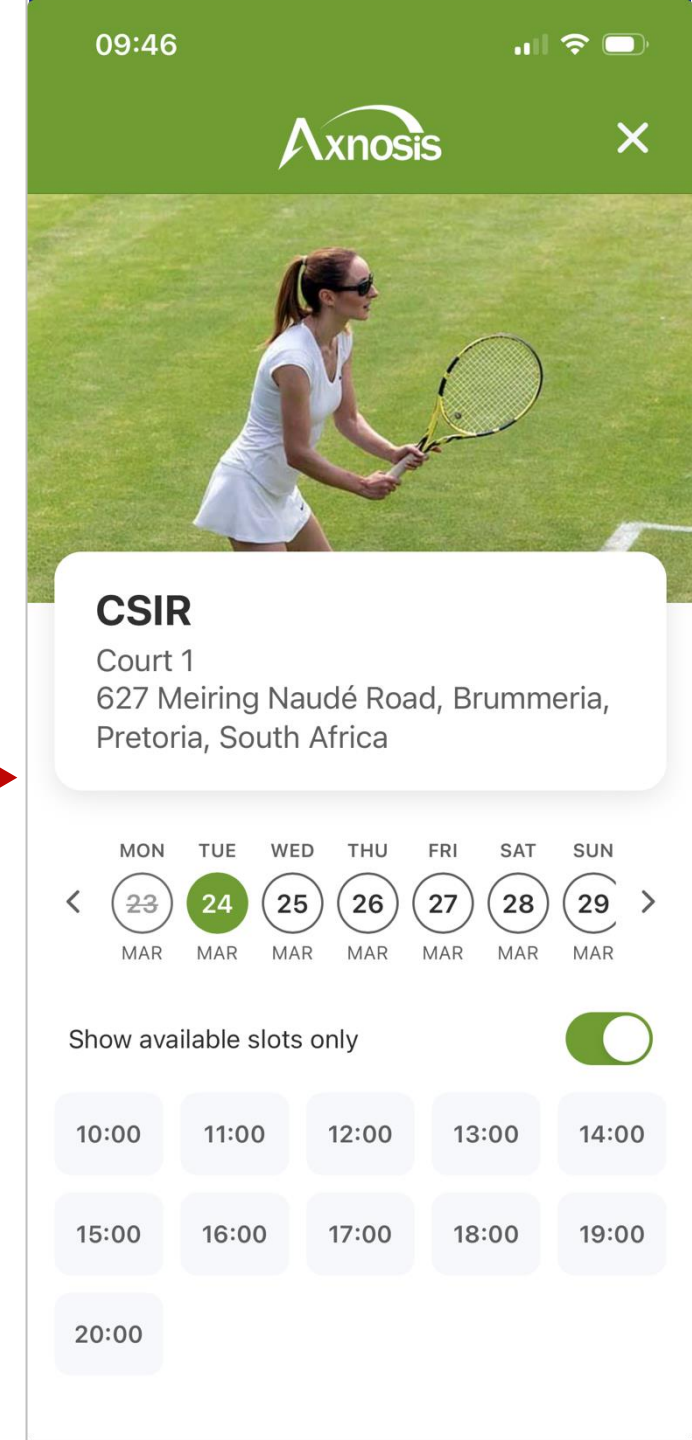 09:46
Axnosis
CSIR
Court 1
627 Meiring Naudé Road, Brummeria,
Pretoria, South Africa
MON TUE WED THU FRI SAT SUN
23 24 25 26 27 28 29
MAR MAR MAR MAR MAR MAR MAR
Show available slots only
10:00 11:00 12:00 13:00 14:00
15:00 16:00 17:00 18:00 19:00
20:00